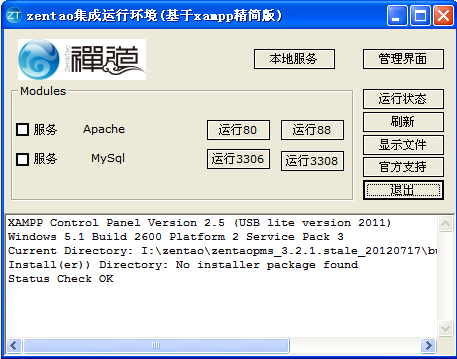 ZT zentao集成运行环境(基于xampp精简版)
禪道
本地服务
管理界面
Modules
服务 Apache 运行80 运行88
服务 MySql 运行3306 运行3308
运行状态
刷新
显示文件
官方支持
退出
XAMPP Control Panel Version 2.5 (USB lite version 2011)
Windows 5.1 Build 2600 Platform 2 Service Pack 3
Current Directory: I:\zentao\zentaopms_3.2.1.stale_20120717\bu
Install(er)) Directory: No installer package found
Status Check OK